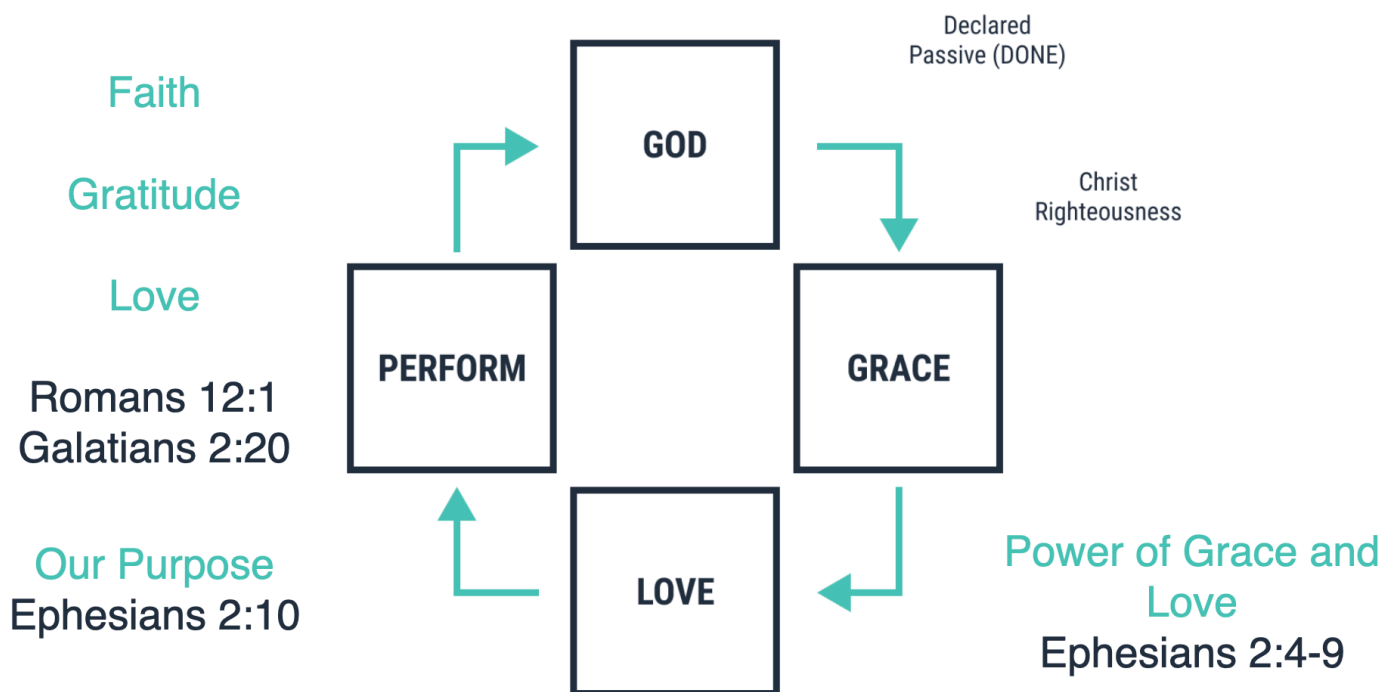 Declared
Passive (DONE)
Faith
GOD
Gratitude
Christ
Righteousness
Love
PERFORM
GRACE
Romans 12:1
Galatians 2:20
Our Purpose
Ephesians 2:10
LOVE
Power of Grace and
Love
Ephesians 2:4-9